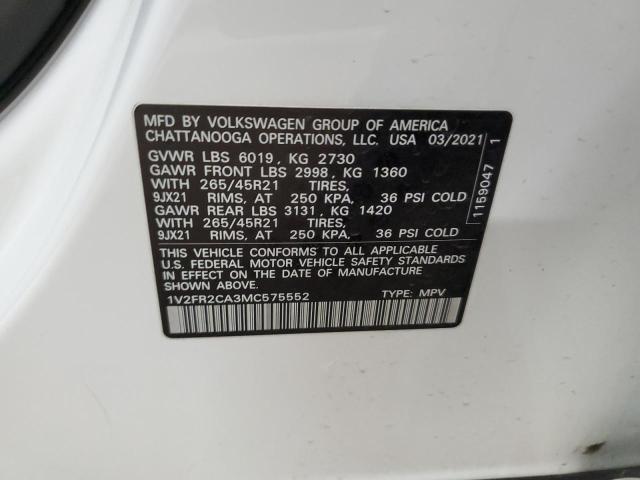 MFD BY VOLKSWAGEN GROUP OF AMERICA
CHATTANOOGA OPERATIONS, LLC. USA 03/2021
GVWR LBS 6019, KG 2730
GAWR FRONT LBS 2998, KG 1360
WITH 265/45R21 TIRES,
9JX21 RIMS, AT 250 KPA, 36 PSI COLD
GAWR REAR LBS 3131, KG 1420
WITH 265/45R21 TIRES,
9JX21 RIMS, AT 250 KPA, 36 PSI COLD
THIS VEHICLE CONFORMS TO ALL APPLICABLE
U.S. FEDERAL MOTOR VEHICLE SAFETY STANDARDS
IN EFFECT ON THE DATE OF MANUFACTURE
SHOWN ABOVE.
1V2FR2CA3MC575552 TYPE: MPV
1159047 1